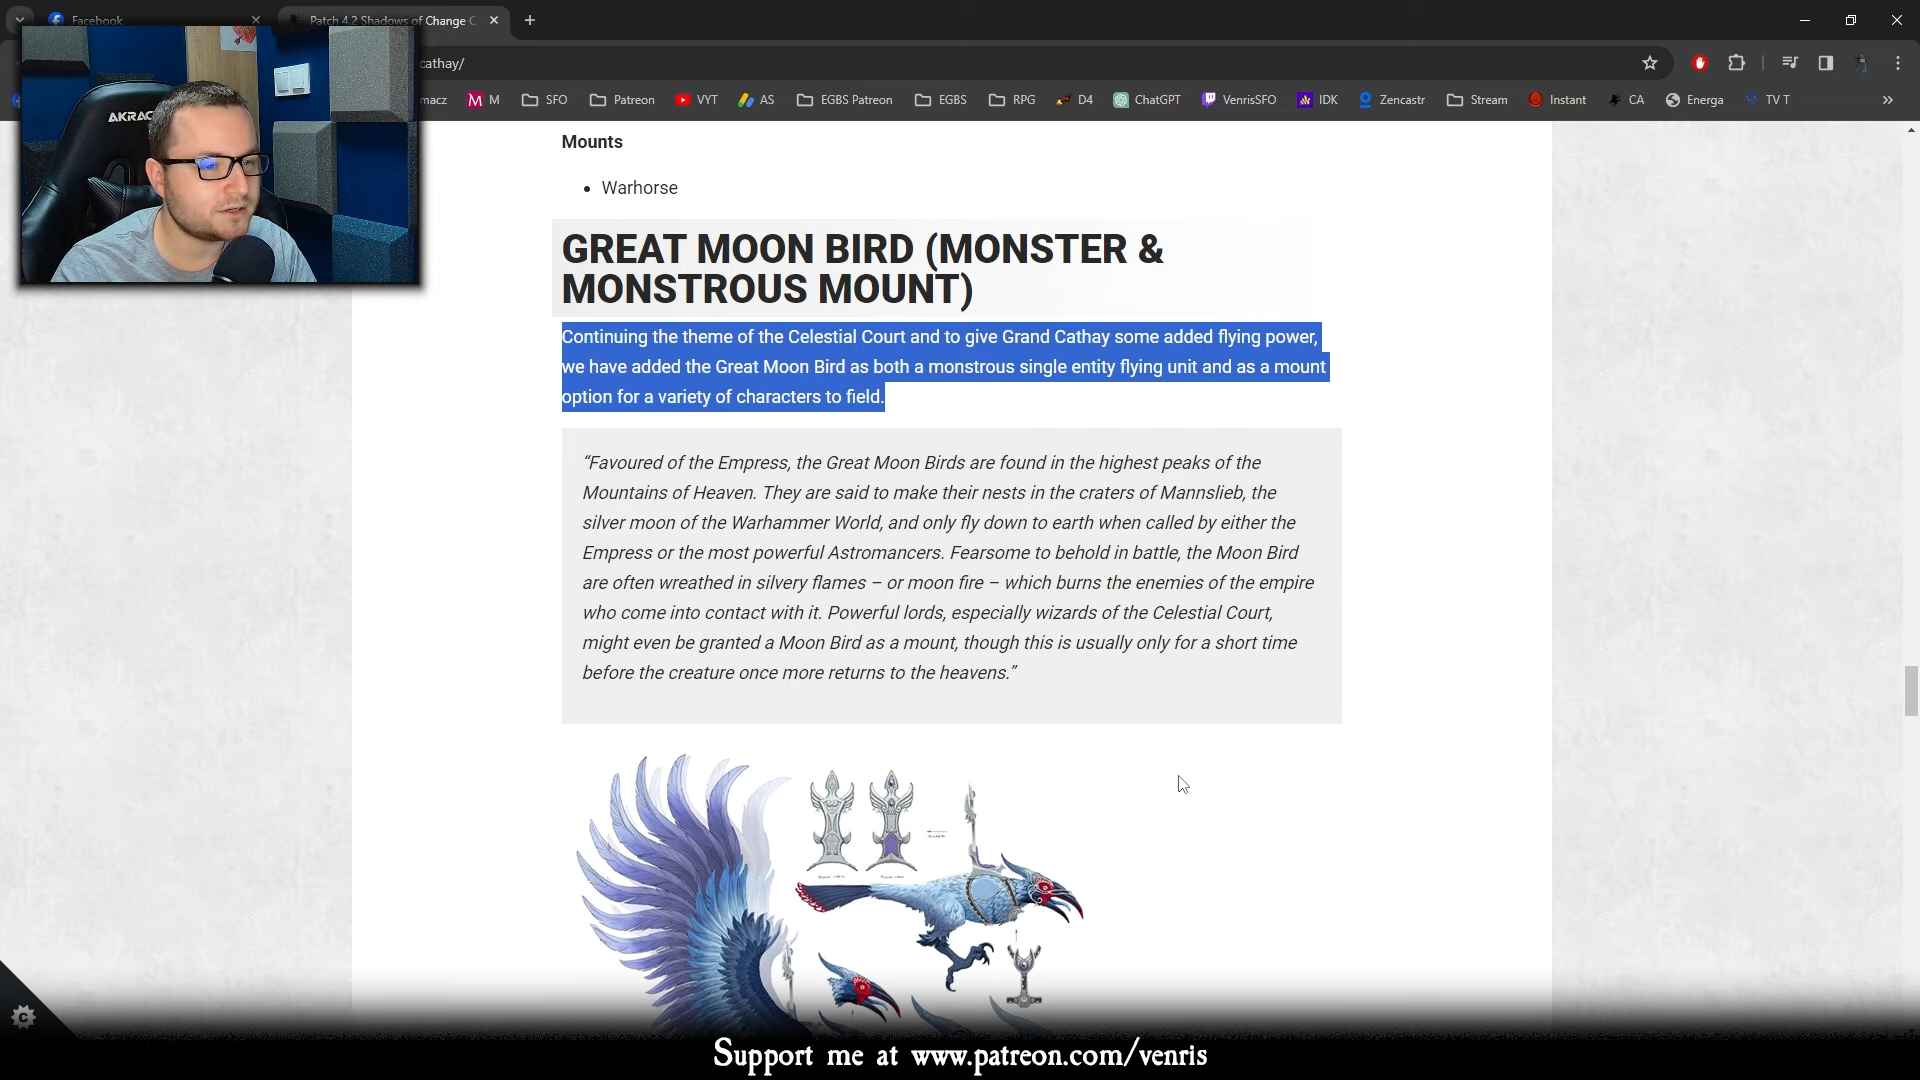 Facebook
Patch 4.2 Shadows of Change C
cathay/
macz M SFO Patreon VYT AS EGBS Patreon EGBS RPG D4 ChatGPT VenrisSFO IDK Zencastr Stream Instant CA Energa TV T
AKRAC
Mounts
• Warhorse
GREAT MOON BIRD (MONSTER &
MONSTROUS MOUNT)
Continuing the theme of the Celestial Court and to give Grand Cathay some added flying power,
we have added the Great Moon Bird as both a monstrous single entity flying unit and as a mount
option for a variety of characters to field.
“Favoured of the Empress, the Great Moon Birds are found in the highest peaks of the
Mountains of Heaven. They are said to make their nests in the craters of Mannslieb, the
silver moon of the Warhammer World, and only fly down to earth when called by either the
Empress or the most powerful Astromancers. Fearsome to behold in battle, the Moon Bird
are often wreathed in silvery flames – or moon fire – which burns the enemies of the empire
who come into contact with it. Powerful lords, especially wizards of the Celestial Court,
might even be granted a Moon Bird as a mount, though this is usually only for a short time
before the creature once more returns to the heavens.”
Support me at www.patreon.com/venris